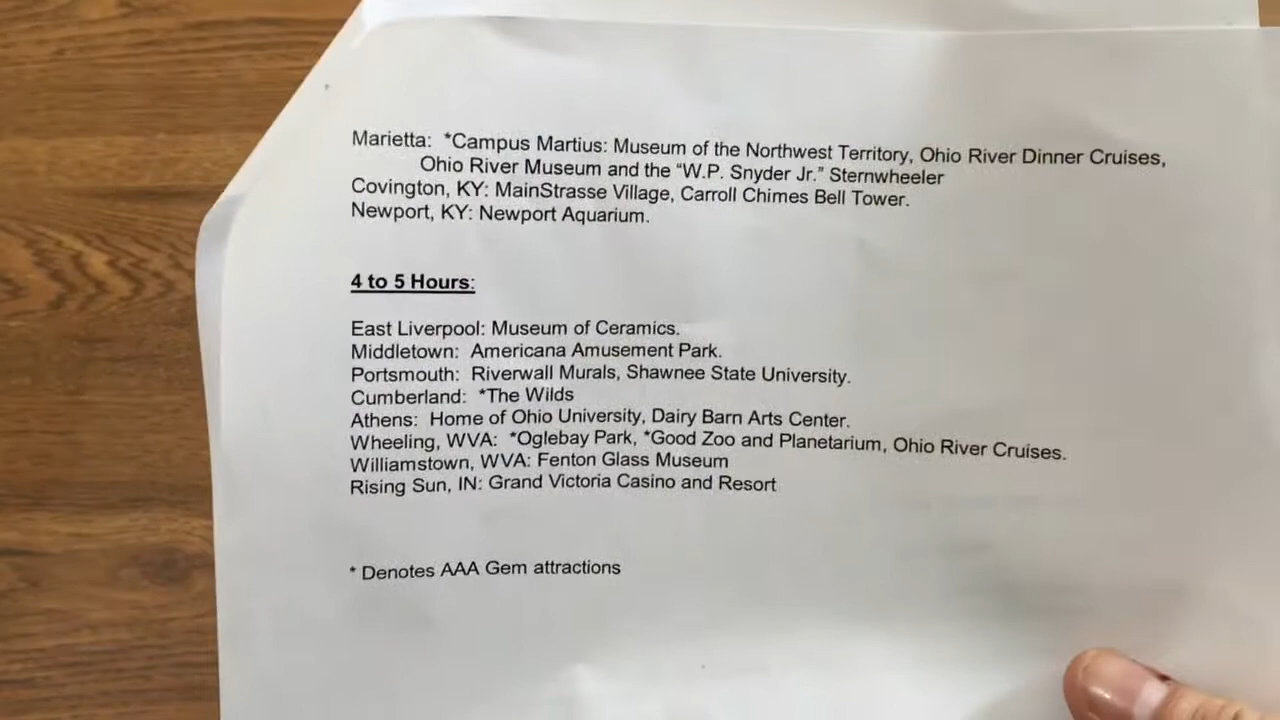 Marietta: *Campus Martius: Museum of the Northwest Territory, Ohio River Dinner Cruises,
Ohio River Museum and the "W.P. Snyder Jr." Sternwheeler
Covington, KY: MainStrasse Village, Carroll Chimes Bell Tower.
Newport, KY: Newport Aquarium.
4 to 5 Hours:
East Liverpool: Museum of Ceramics.
Middletown: Americana Amusement Park.
Portsmouth: Riverwall Murals, Shawnee State University.
Cumberland: *The Wilds
Athens: Home of Ohio University, Dairy Barn Arts Center.
Wheeling, WVA: *Oglebay Park, *Good Zoo and Planetarium, Ohio River Cruises.
Williamstown, WVA: Fenton Glass Museum
Rising Sun, IN: Grand Victoria Casino and Resort
* Denotes AAA Gem attractions